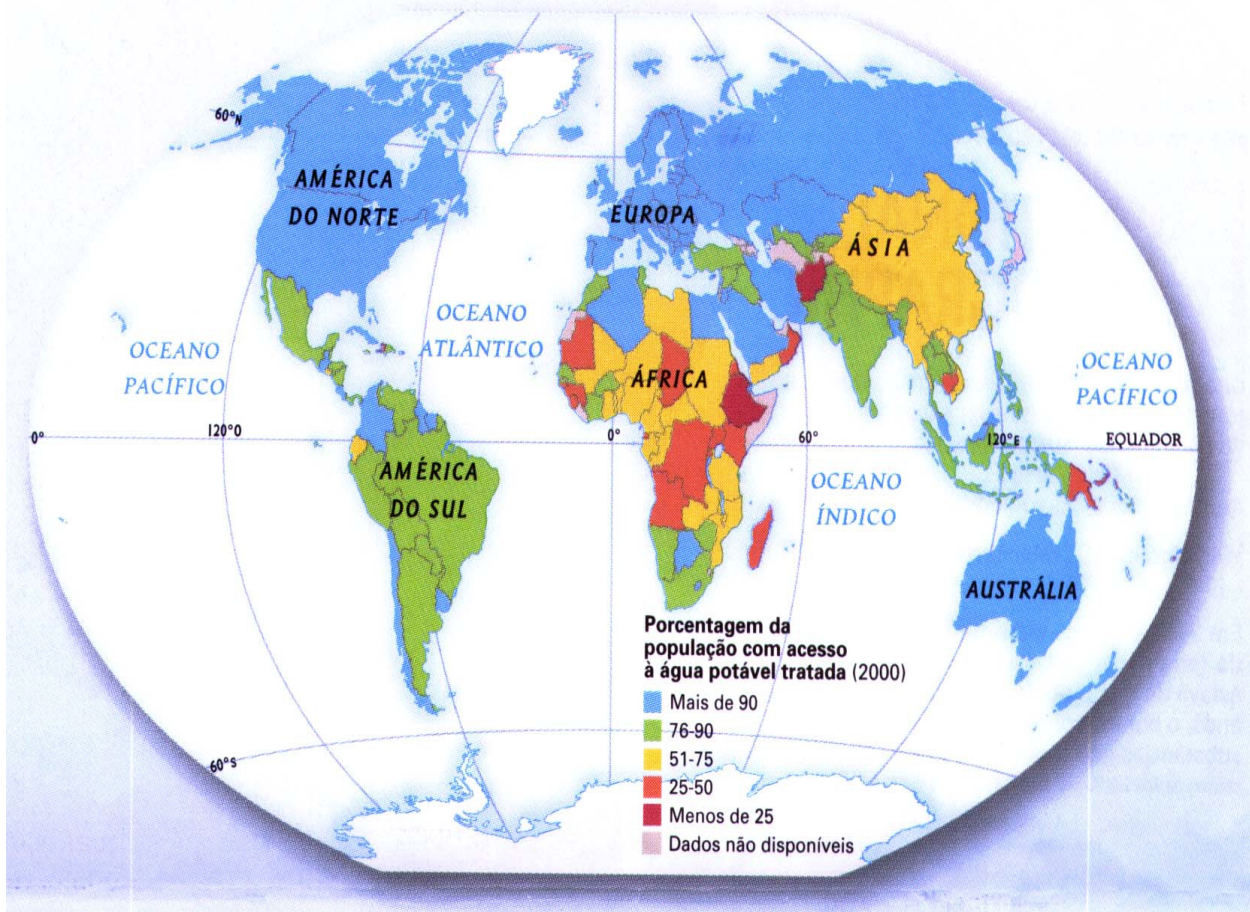 60°N
AMÉRICA
DO NORTE
EUROPA
ÁSIA
OCEANO
ATLÂNTICO
OCEANO
PACÍFICO
ÁFRICA
OCEANO
PACÍFICO
0°
120°O
0°
60°
120°E
EQUADOR
AMÉRICA
DO SUL
OCEANO
ÍNDICO
AUSTRÁLIA
Porcentagem da
população com acesso
à água potável tratada (2000)
Mais de 90
76-90
51-75
25-50
Menos de 25
Dados não disponíveis
60°S